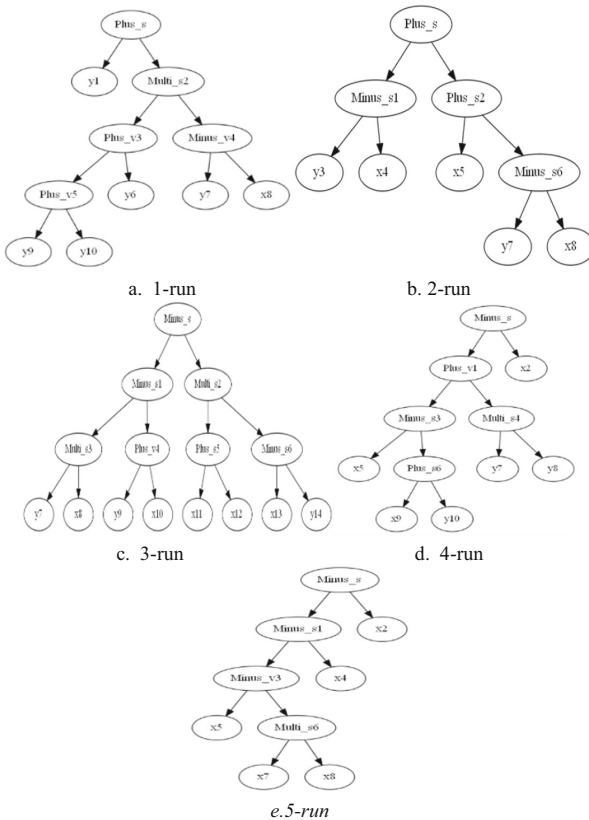 Plus_s
y1 Multi_s2
Plus_v3 Minus_v4
Plus_v5 y6 y7 x8
y9 y10
a. 1-run
Plus_s
Minus_s1 Plus_s2
y3 x4 x5 Minus_s6
y7 x8
b. 2-run
Minus_s
Minus_s1 Multi_s2
Multi_s3 Plus_v4 Plus_s5 Minus_s6
y7 x8 y9 x10 x11 x12 x13 y14
c. 3-run
Minus_s
Plus_v1 x2
Minus_s3 Multi_s4
x5 Plus_s6 y7 y8
x9 y10
d. 4-run
Minus_s
Minus_s1 x2
Minus_v3 x4
x5 Multi_s6
x7 x8
e.5-run